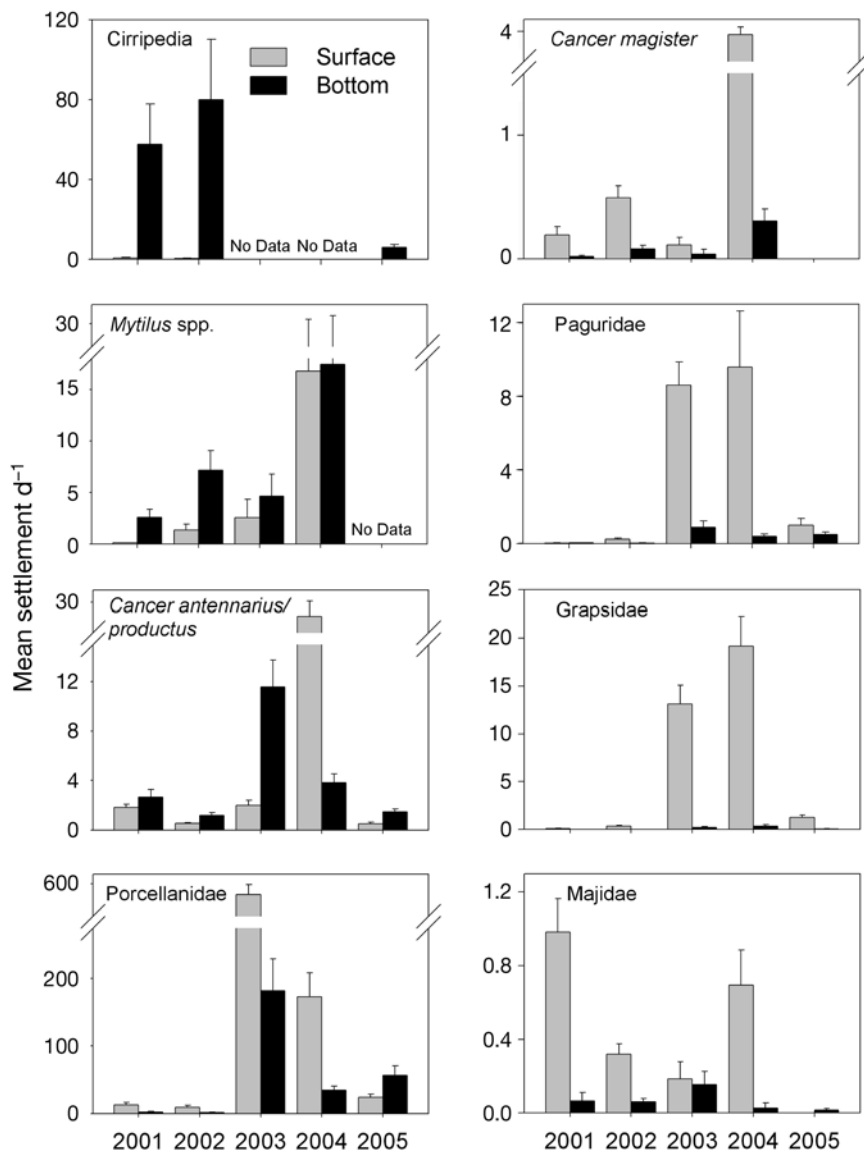 Mean settlement d⁻¹
Cirripedia
Surface
Bottom
120
80
40
0
No Data No Data
Cancer magister
4
1
0
Mytilus spp.
30
15
10
5
0
No Data
Paguridae
12
8
4
0
Cancer antennarius/
productus
30
12
8
4
0
Grapsidae
25
20
15
10
5
0
Porcellanidae
600
200
100
0
2001 2002 2003 2004 2005
Majidae
1.2
0.8
0.4
0.0
2001 2002 2003 2004 2005